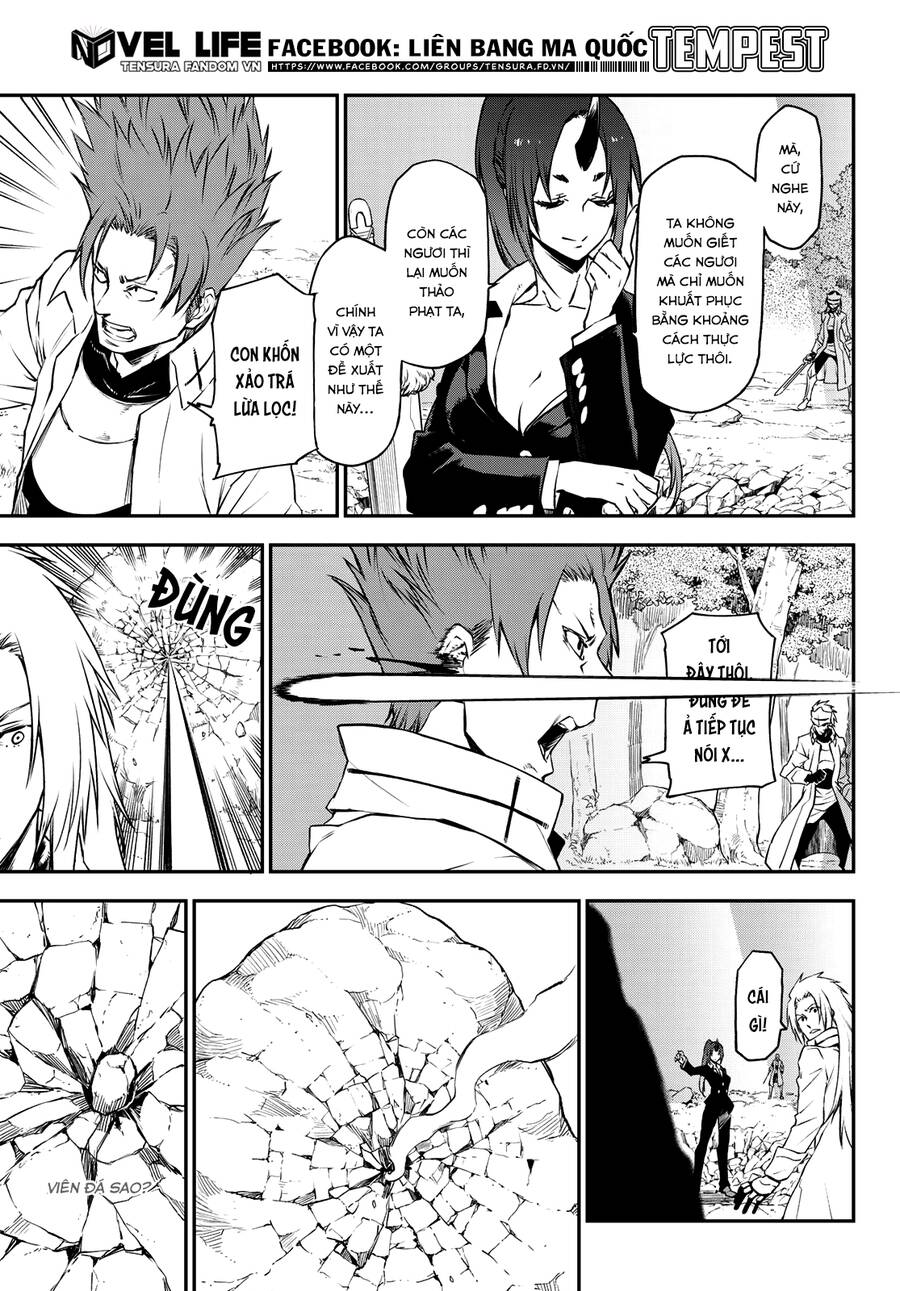 NOVEL LIFE
TENSURA FANDOM VN
FACEBOOK: LIÊN BANG MA QUỐC
HTTPS://WWW.FACEBOOK.COM/GROUPS/TENSURA.FD.VN/
TEMPEST
MÀ,
CỨ
NGHE
NÀY,
TA KHÔNG
MUỐN GIẾT
CÁC NGƯƠI
MÀ CHỈ MUỐN
KHUẤT PHỤC
BẰNG KHOẢNG
CÁCH THỰC
LỰC THÔI.
CÒN CÁC
NGƯƠI THÌ
LẠI MUỐN
THẢO
PHẠT TA,
CHÍNH
VÌ VẬY TA
CÓ MỘT
ĐỀ XUẤT
NHƯ THẾ
NÀY...
CON KHỐN
XẢO TRÁ
LỪA LỌC!
TỚI
ĐÂY THÔI,
ĐỪNG ĐỂ
Ả TIẾP TỤC
NÓI X...
ĐÙNG
CÁI
GÌ!
VIÊN ĐÁ SAO?